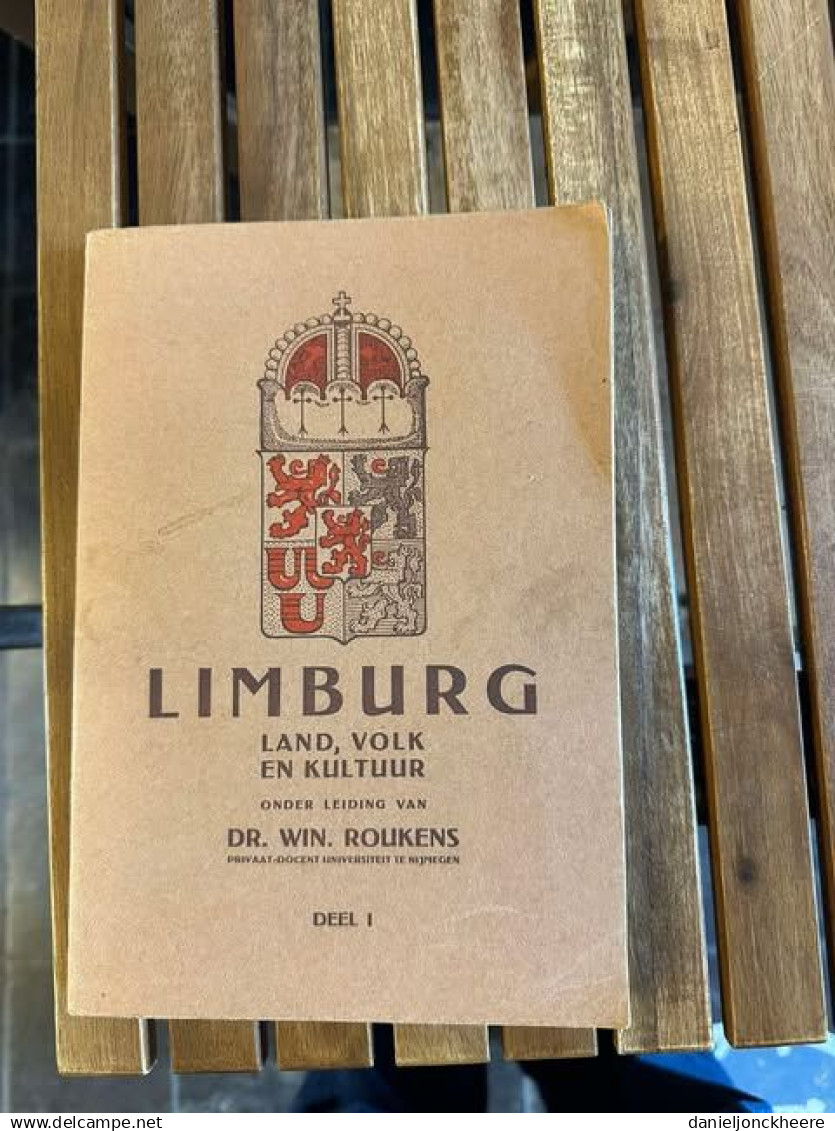 LIMBURG
LAND, VOLK
EN KULTUUR
ONDER LEIDING VAN
DR. WIN. ROUKENS
PRIVAAT-DOCENT UNIVERSITEIT TE NIJMEGEN
DEEL I
delcampe.net
danieljonckheere